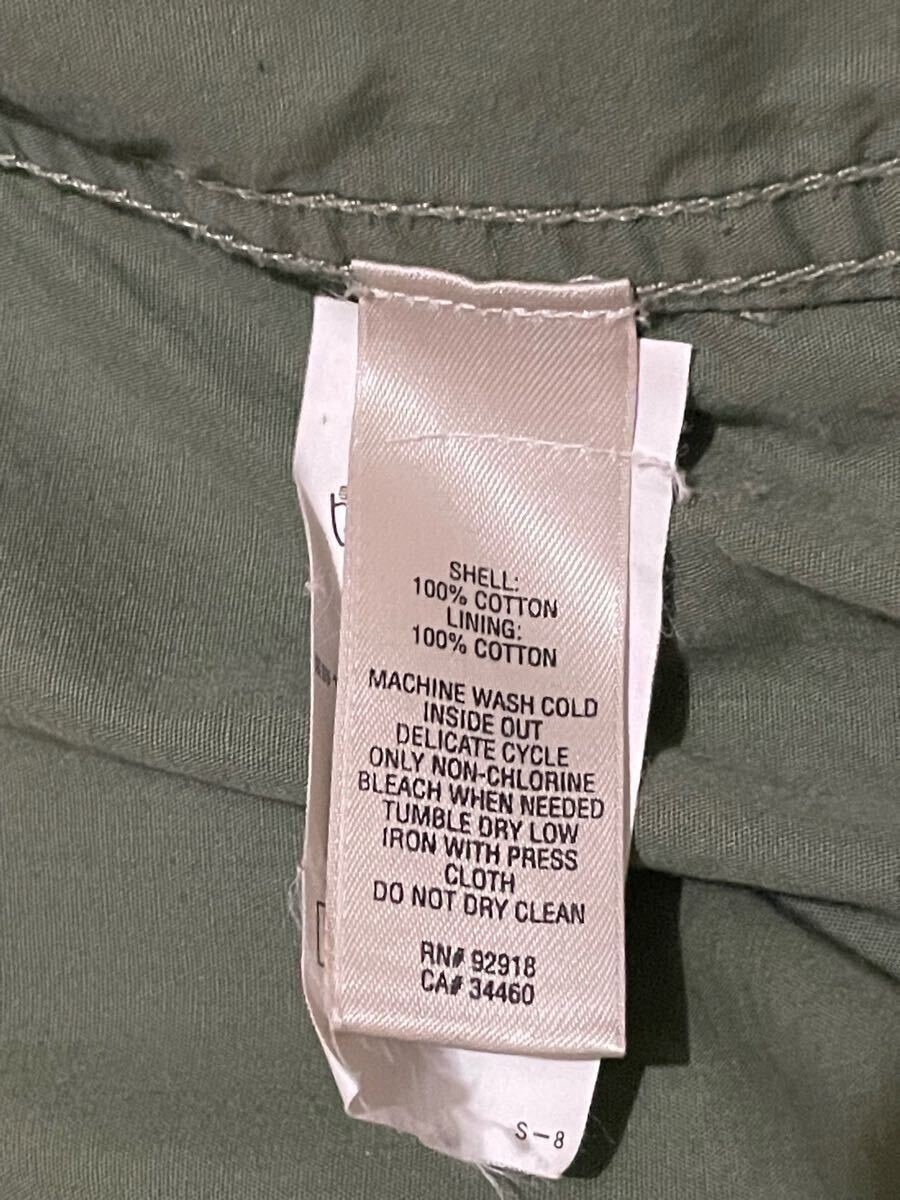 SHELL:
100% COTTON
LINING:
100% COTTON
MACHINE WASH COLD
INSIDE OUT
DELICATE CYCLE
ONLY NON-CHLORINE
BLEACH WHEN NEEDED
TUMBLE DRY LOW
IRON WITH PRESS
CLOTH
DO NOT DRY CLEAN
RN# 92918
CA# 34460
S-8